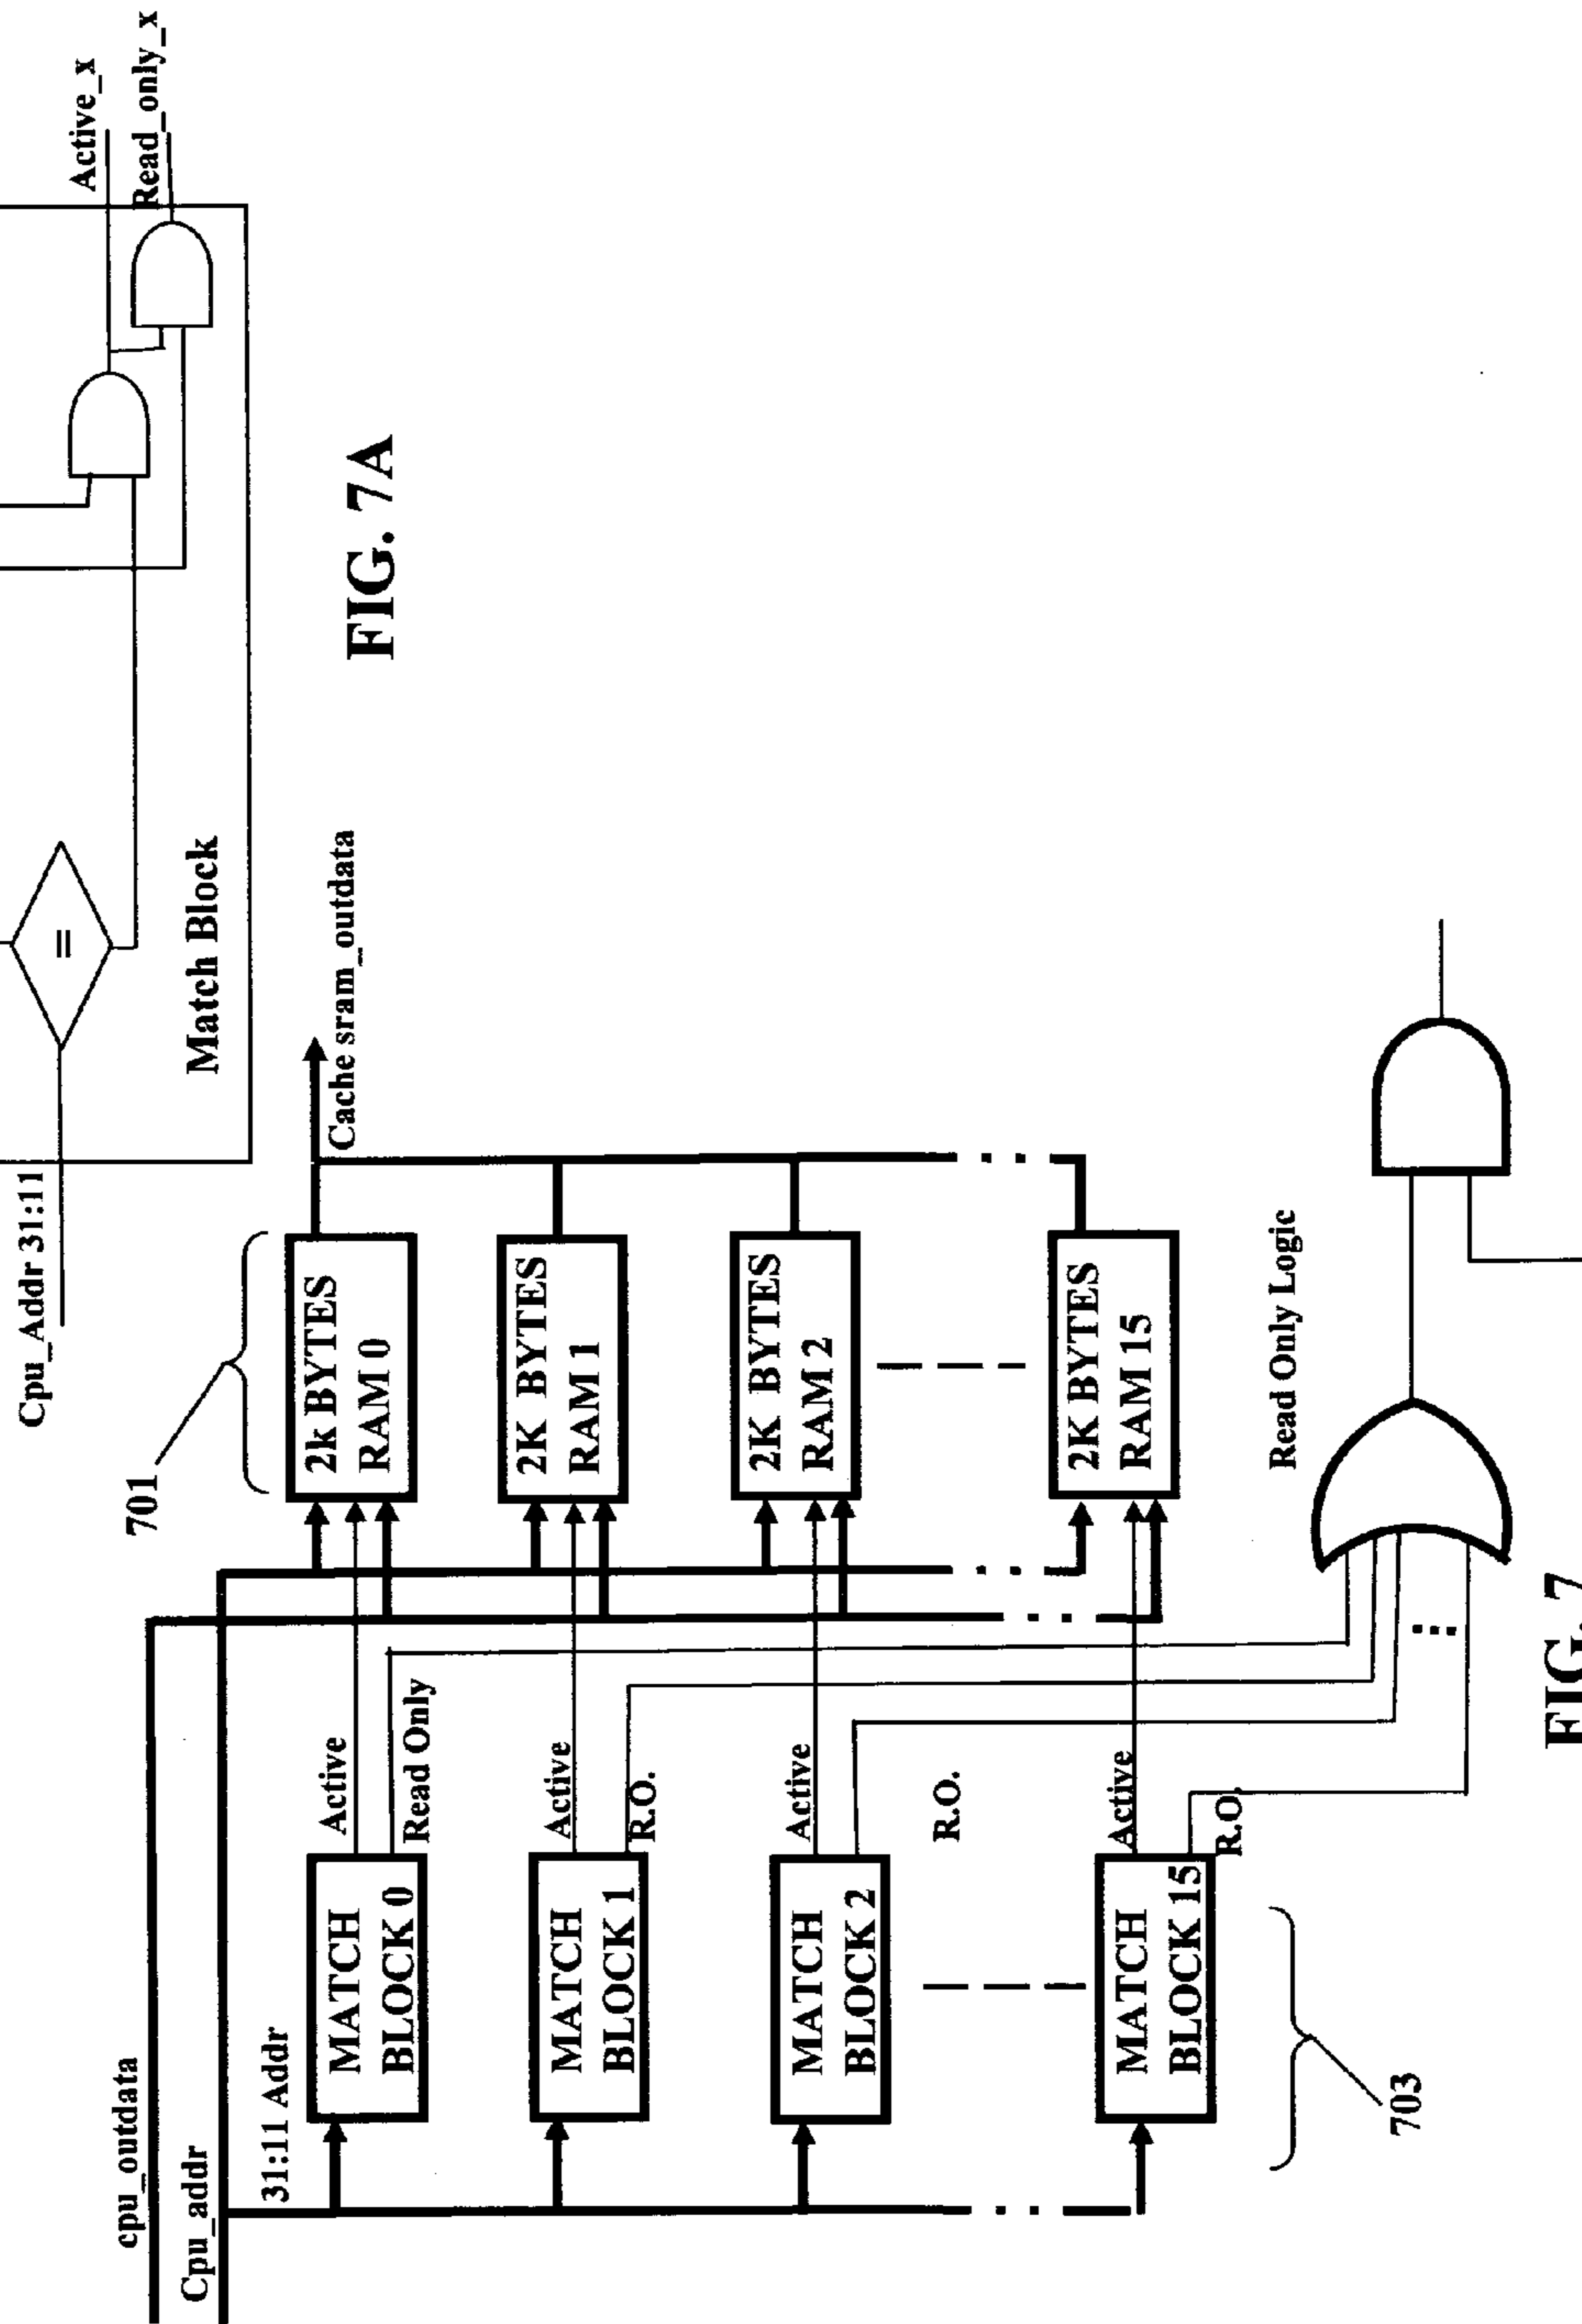 Active_x
Read_only_x
Cpu_Addr 31:11
=
Match Block
FIG. 7A
cpu_outdata
Cpu_addr
31:11 Addr
701
Cache sram_outdata
MATCH
BLOCK 0
Active
Read Only
2k BYTES
RAM 0
MATCH
BLOCK 1
Active
R.O.
2K BYTES
RAM 1
MATCH
BLOCK 2
Active
R.O.
2K BYTES
RAM 2
MATCH
BLOCK 15
Active
R.O.
2K BYTES
RAM 15
703
Read Only Logic
FIG. 7